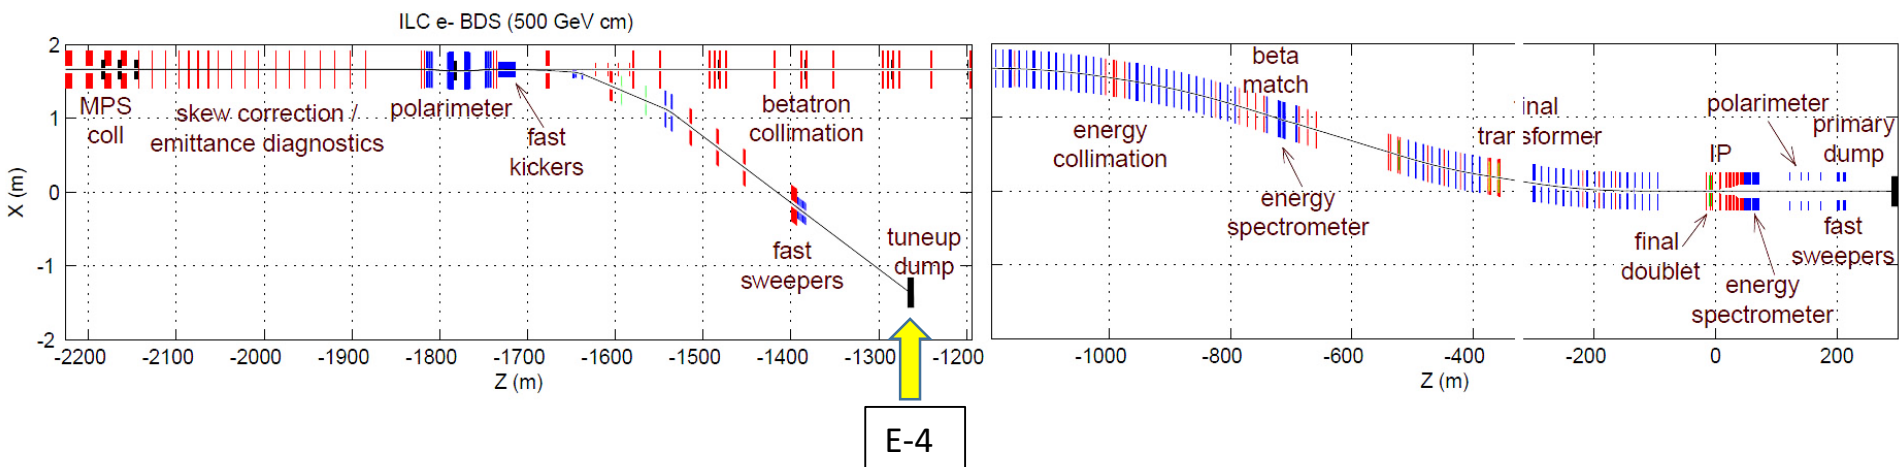 ILC e- BDS (500 GeV cm)
X (m)
2
1
0
-1
-2
MPS
coll
skew correction /
emittance diagnostics
polarimeter
fast
kickers
betatron
collimation
fast
sweepers
tuneup
dump
-2200 -2100 -2000 -1900 -1800 -1700 -1600 -1500 -1400 -1300 -1200
Z (m)
E-4
beta
match
energy
collimation
energy
spectrometer
inal
tran sformer
polarimeter
primary
dump
IP
final
doublet
energy
spectrometer
fast
sweepers
-1000 -800 -600 -400 -200 0 200
Z (m)